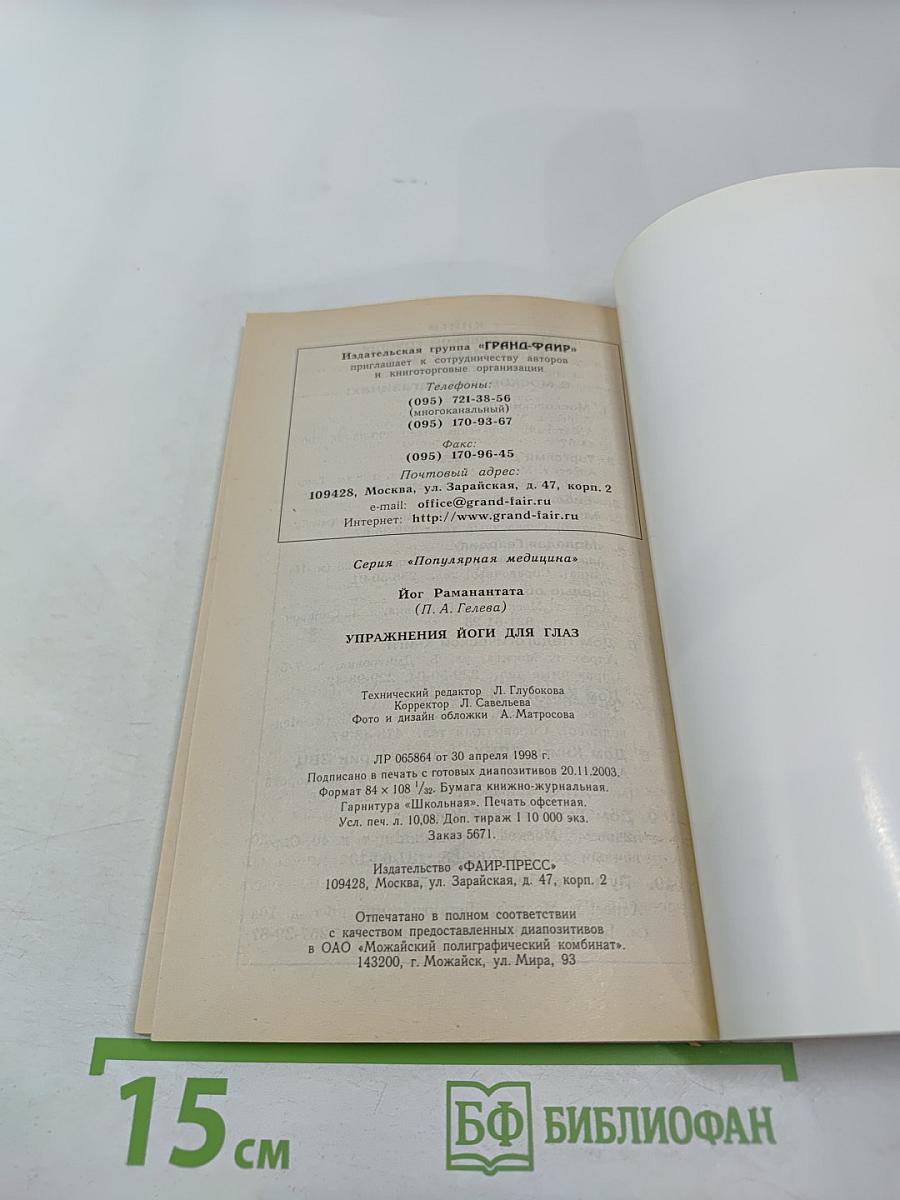 Издательская группа «ГРАНД-ФАИР»
приглашает к сотрудничеству авторов
и книготорговые организации
Телефоны:
(095) 721-38-56
(многоканальный)
(095) 170-93-67
Факс:
(095) 170-96-45
Почтовый адрес:
109428, Москва, ул. Зарайская, д. 47, корп. 2
e-mail: office@grand-fair.ru
Интернет: http://www.grand-fair.ru
Серия «Популярная медицина»
Йог Раманантата
(П. А. Гелева)
УПРАЖНЕНИЯ ЙОГИ ДЛЯ ГЛАЗ
Технический редактор Л. Глубокова
Корректор Л. Савельева
Фото и дизайн обложки А. Матросова
ЛР 065864 от 30 апреля 1998 г.
Подписано в печать с готовых диапозитивов 20.11.2003.
Формат 84 × 108 1/32. Бумага книжно-журнальная.
Гарнитура «Школьная». Печать офсетная.
Усл. печ. л. 10,08. Доп. тираж 1 10 000 экз.
Заказ 5671.
Издательство «ФАИР-ПРЕСС»
109428, Москва, ул. Зарайская, д. 47, корп. 2
Отпечатано в полном соответствии
с качеством предоставленных диапозитивов
в ОАО «Можайский полиграфический комбинат».
143200, г. Можайск, ул. Мира, 93
15 см
БФ БИБЛИОФАН